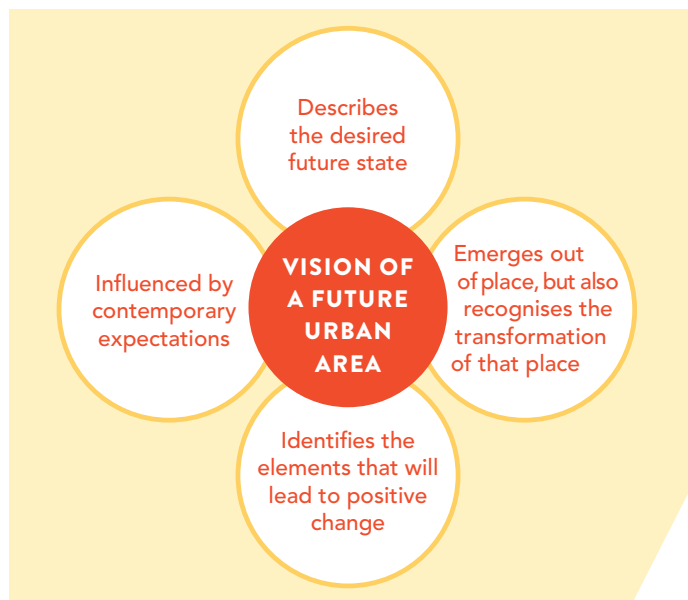 Describes
the desired
future state
Influenced by
contemporary
expectations
VISION OF
A FUTURE
URBAN
AREA
Emerges out
of place, but also
recognises the
transformation
of that place
Identifies the
elements that will
lead to positive
change